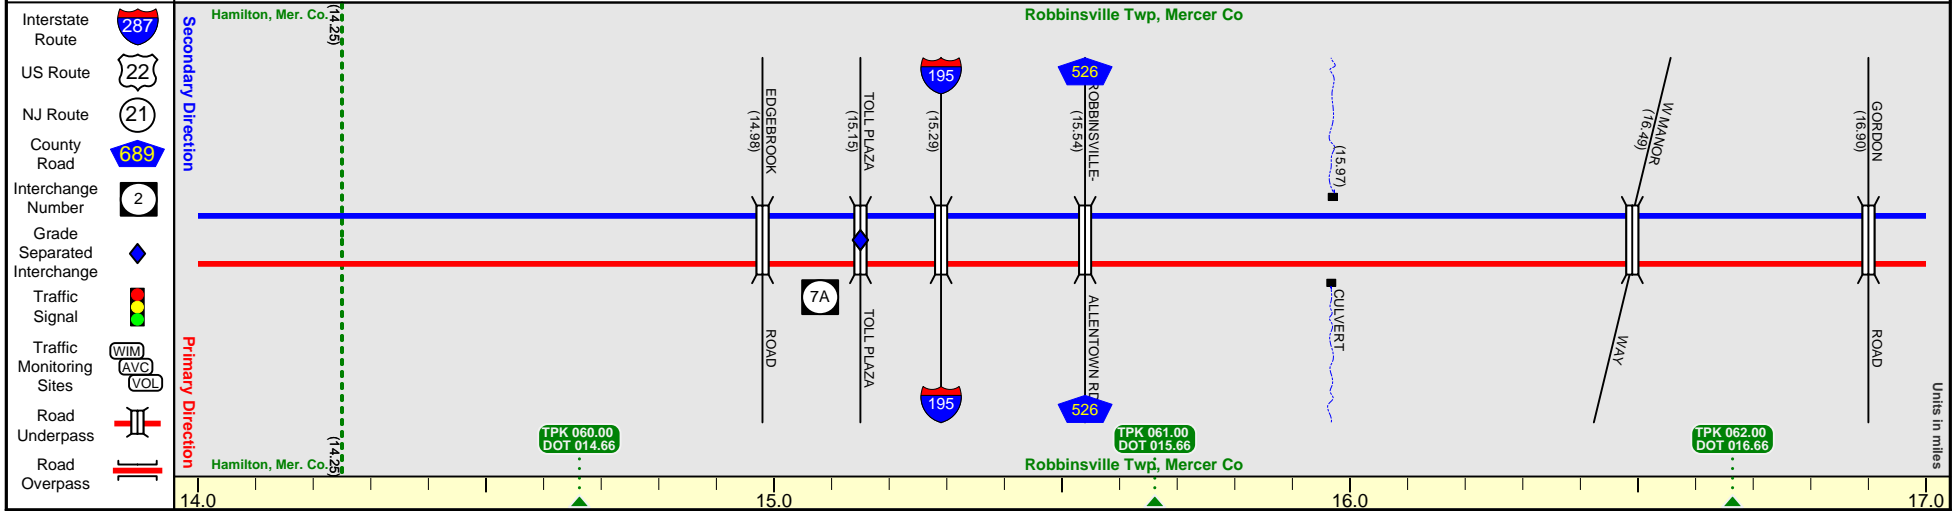 Interstate
Route
287
US Route
22
NJ Route
21
County
Road
689
Interchange
Number
2
Grade
Separated
Interchange
Traffic
Signal
Traffic
Monitoring
Sites
WIM
AVC
VOL
Road
Underpass
Road
Overpass
Secondary Direction
Primary Direction
Hamilton, Mer. Co.
(14.25)
Robbinsville Twp, Mercer Co
EDGEBROOK
(14.98)
TOLL PLAZA
(15.15)
195
(15.29)
526
ROBBINSVILLE-
(15.54)
(15.97)
W MANOR
(16.49)
GORDON
(16.90)
7A
ROAD
TOLL PLAZA
195
ALLENTOWN RD
526
CULVERT
WAY
ROAD
TPK 060.00
DOT 014.66
TPK 061.00
DOT 015.66
TPK 062.00
DOT 016.66
Hamilton, Mer. Co.
(14.25)
Robbinsville Twp, Mercer Co
Units in miles
14.0
15.0
16.0
17.0